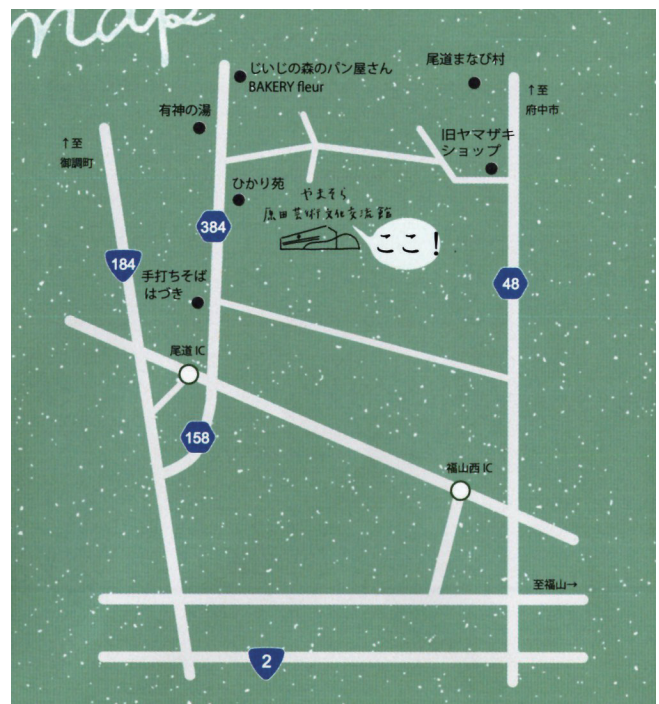 map
じいじの森のパン屋さん
BAKERY fleur
尾道まなび村
↑至
府中市
有神の湯
↑至
御調町
旧ヤマザキ
ショップ
ひかり苑
やまそら
原田芸術文化交流館
ここ!
384
184
48
手打ちそば
はづき
尾道 IC
158
福山西 IC
至福山→
2